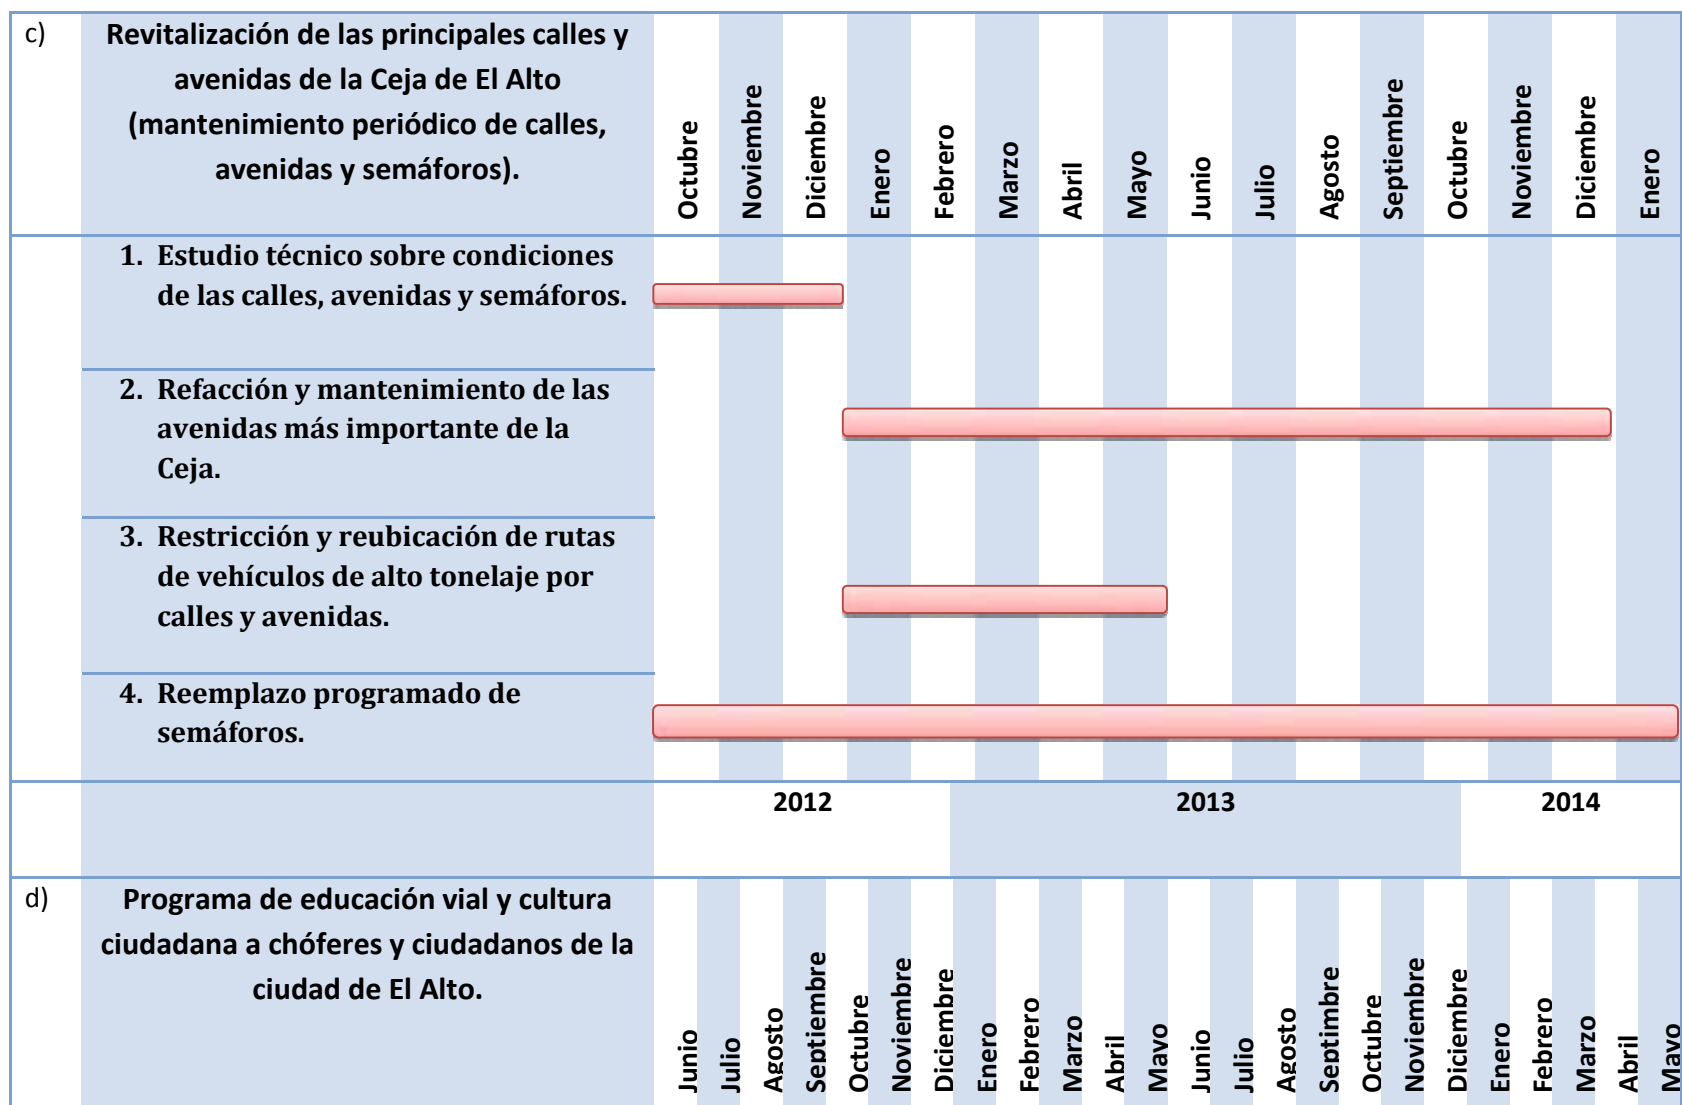 c)
Revitalización de las principales calles y
avenidas de la Ceja de El Alto
(mantenimiento periódico de calles,
avenidas y semáforos).
Octubre
Noviembre
Diciembre
Enero
Febrero
Marzo
Abril
Mayo
Junio
Julio
Agosto
Septiembre
Octubre
Noviembre
Diciembre
Enero
1. Estudio técnico sobre condiciones
de las calles, avenidas y semáforos.
2. Refacción y mantenimiento de las
avenidas más importante de la
Ceja.
3. Restricción y reubicación de rutas
de vehículos de alto tonelaje por
calles y avenidas.
4. Reemplazo programado de
semáforos.
2012
2013
2014
d)
Programa de educación vial y cultura
ciudadana a chóferes y ciudadanos de la
ciudad de El Alto.
Junio
Julio
Agosto
Septiembre
Octubre
Noviembre
Diciembre
Enero
Febrero
Marzo
Abril
Mayo
Junio
Julio
Agosto
Septimbre
Octubre
Noviembre
Diciembre
Enero
Febrero
Marzo
Abril
Mayo